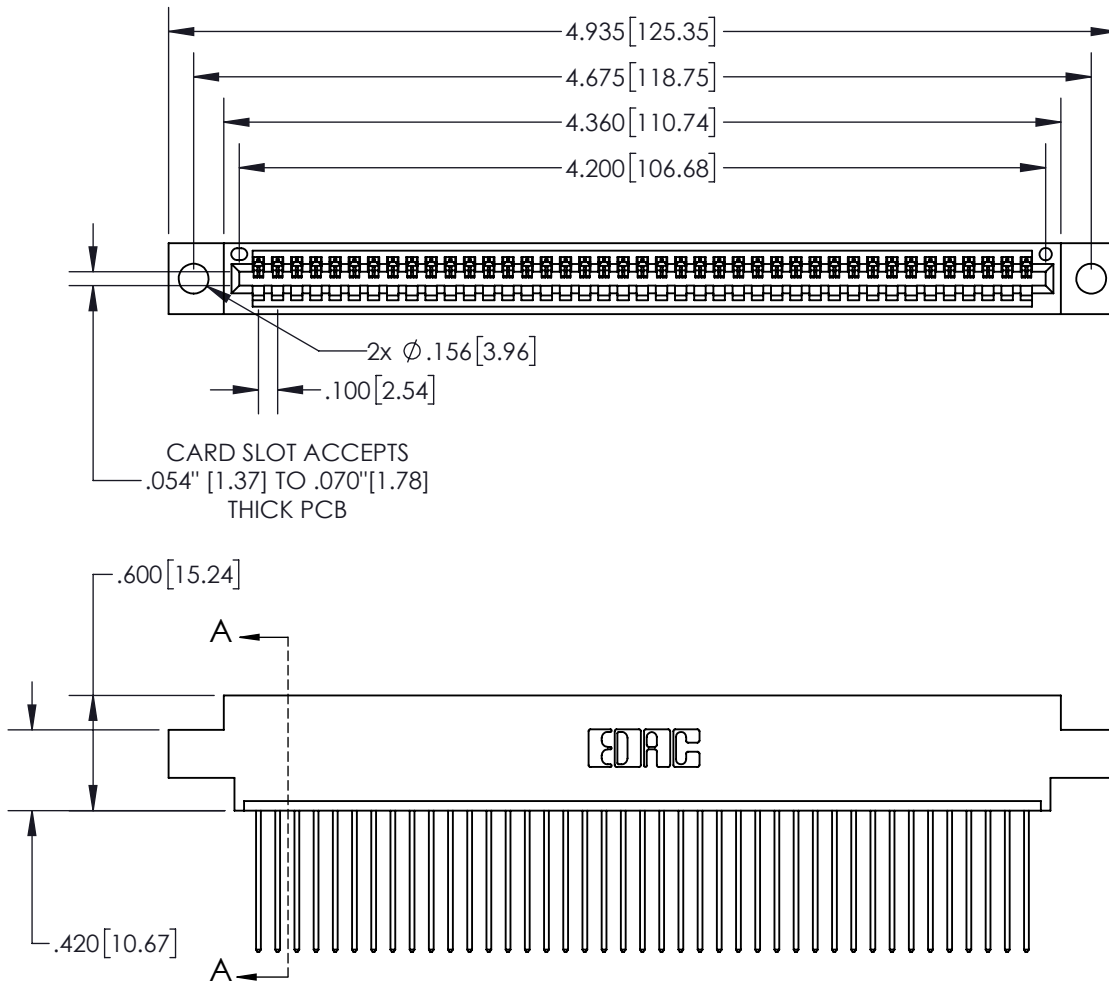 4.935[125.35]
4.675[118.75]
4.360[110.74]
4.200[106.68]
2x Ø.156[3.96]
.100[2.54]
CARD SLOT ACCEPTS
.054" [1.37] TO .070"[1.78]
THICK PCB
.600[15.24]
A
EDAC
.420[10.67]
A